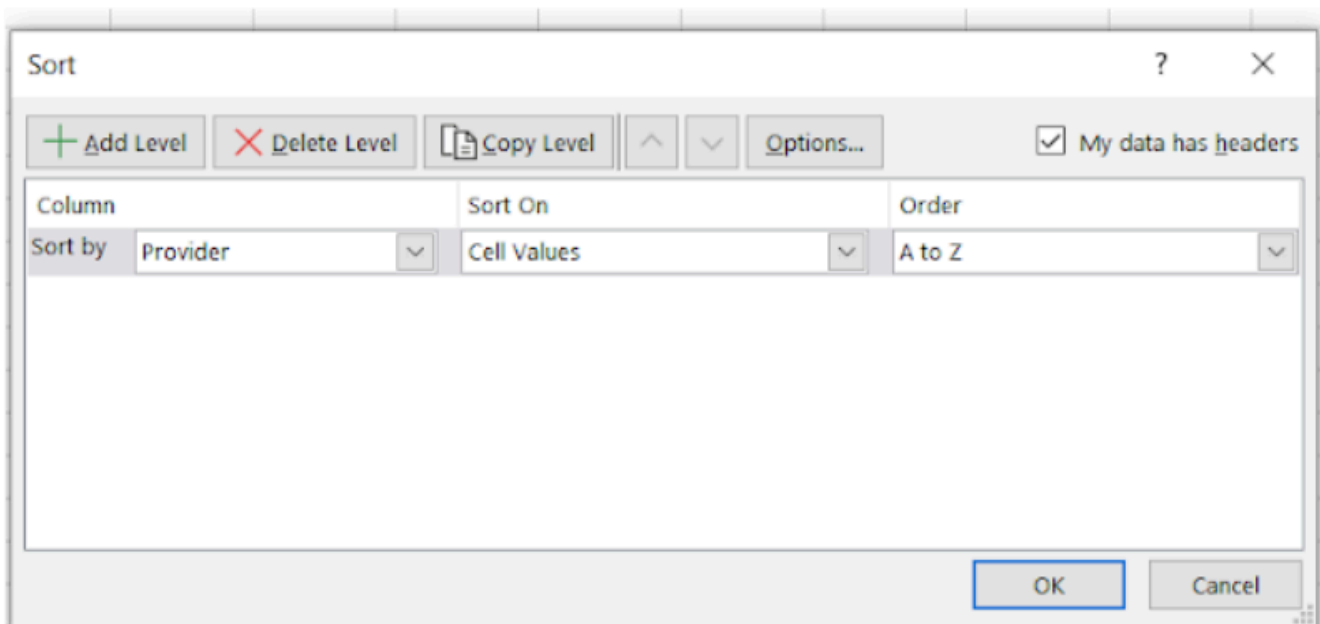 Sort ?
Add Level Delete Level Copy Level Options... My data has headers
Column Sort On Order
Sort by Provider Cell Values A to Z
OK Cancel